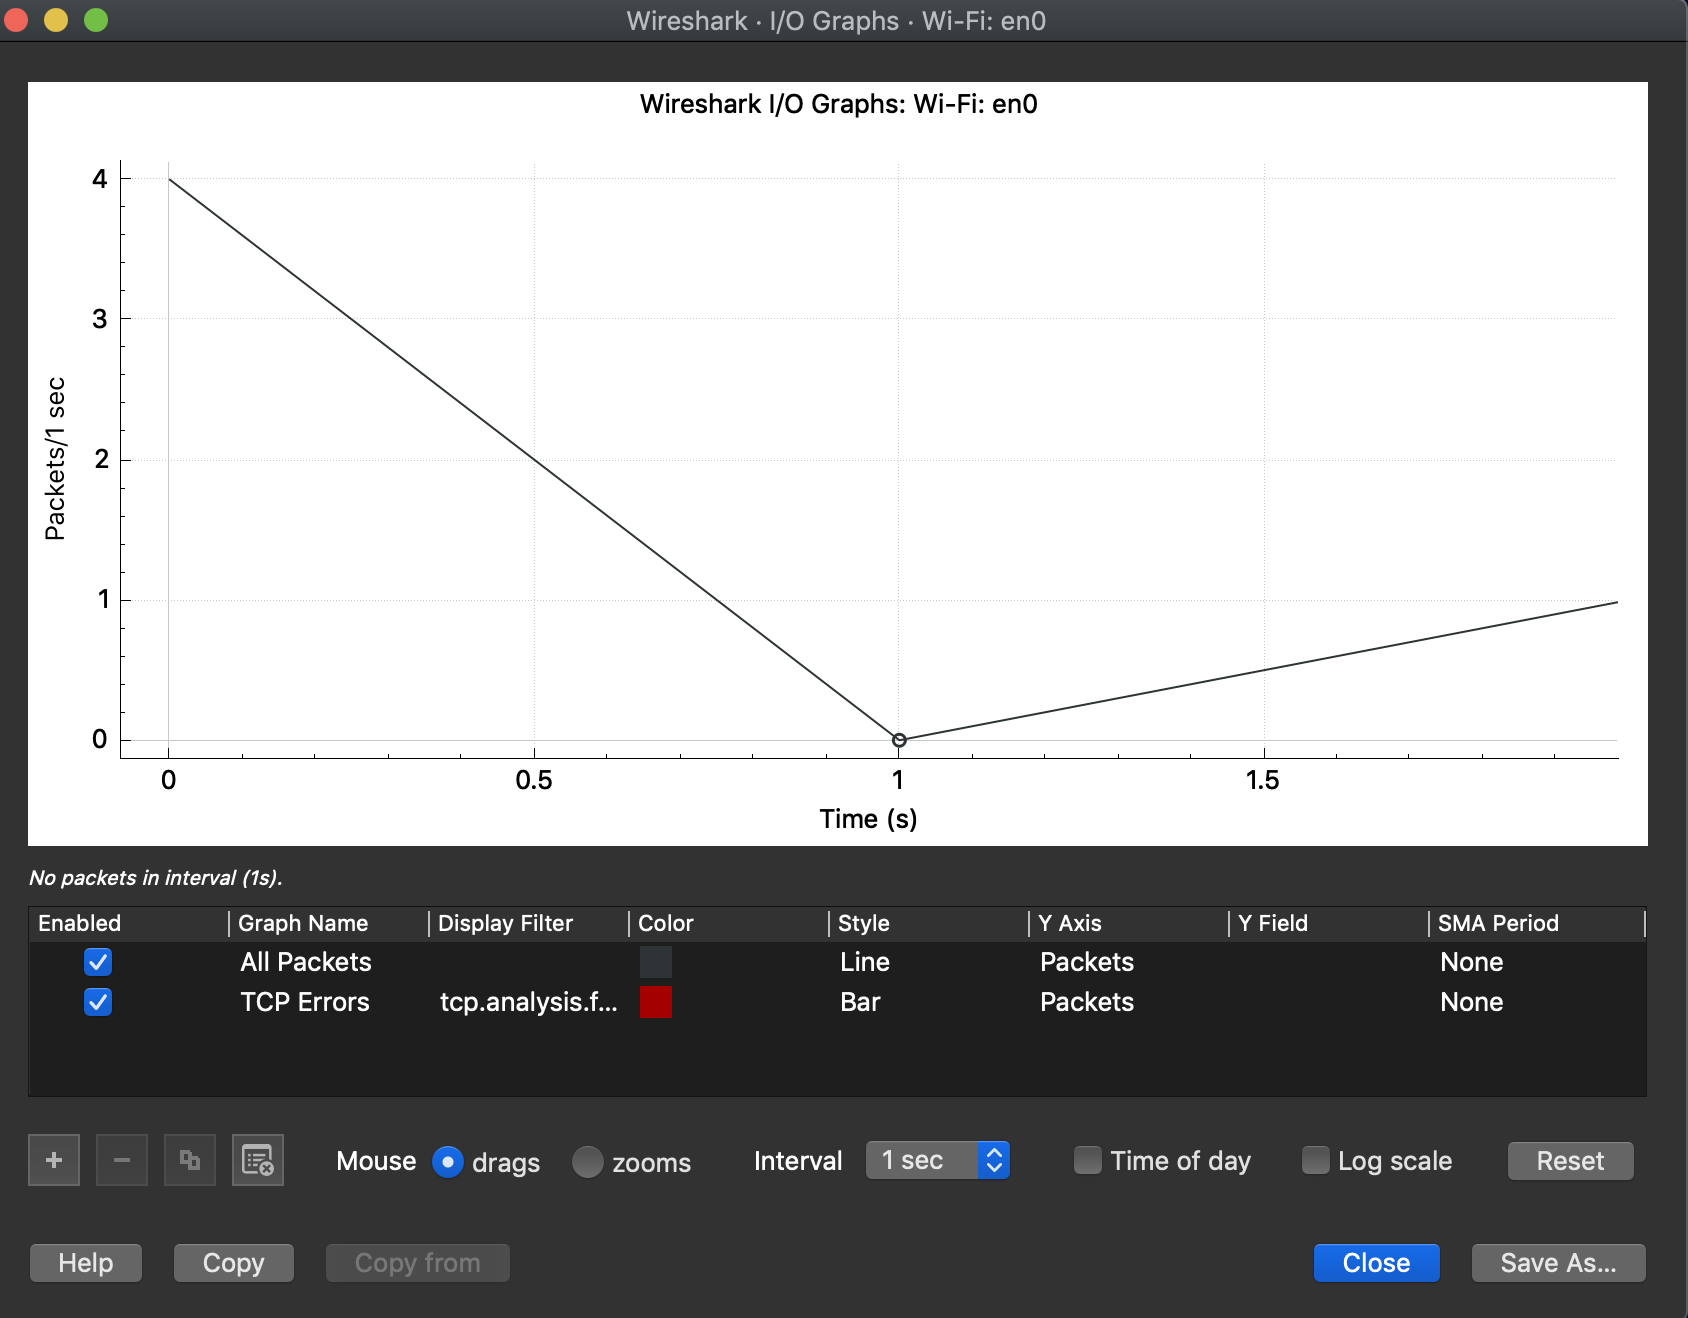 Wireshark · I/O Graphs · Wi-Fi: en0
Wireshark I/O Graphs: Wi-Fi: en0
4
3
2
1
0
Packets/1 sec
0 0.5 1 1.5
Time (s)
No packets in interval (1s).
Enabled Graph Name Display Filter Color Style Y Axis Y Field SMA Period
All Packets Line Packets None
TCP Errors tcp.analysis.f... Bar Packets None
Mouse drags zooms Interval 1 sec Time of day Log scale Reset
Help Copy Copy from Close Save As...